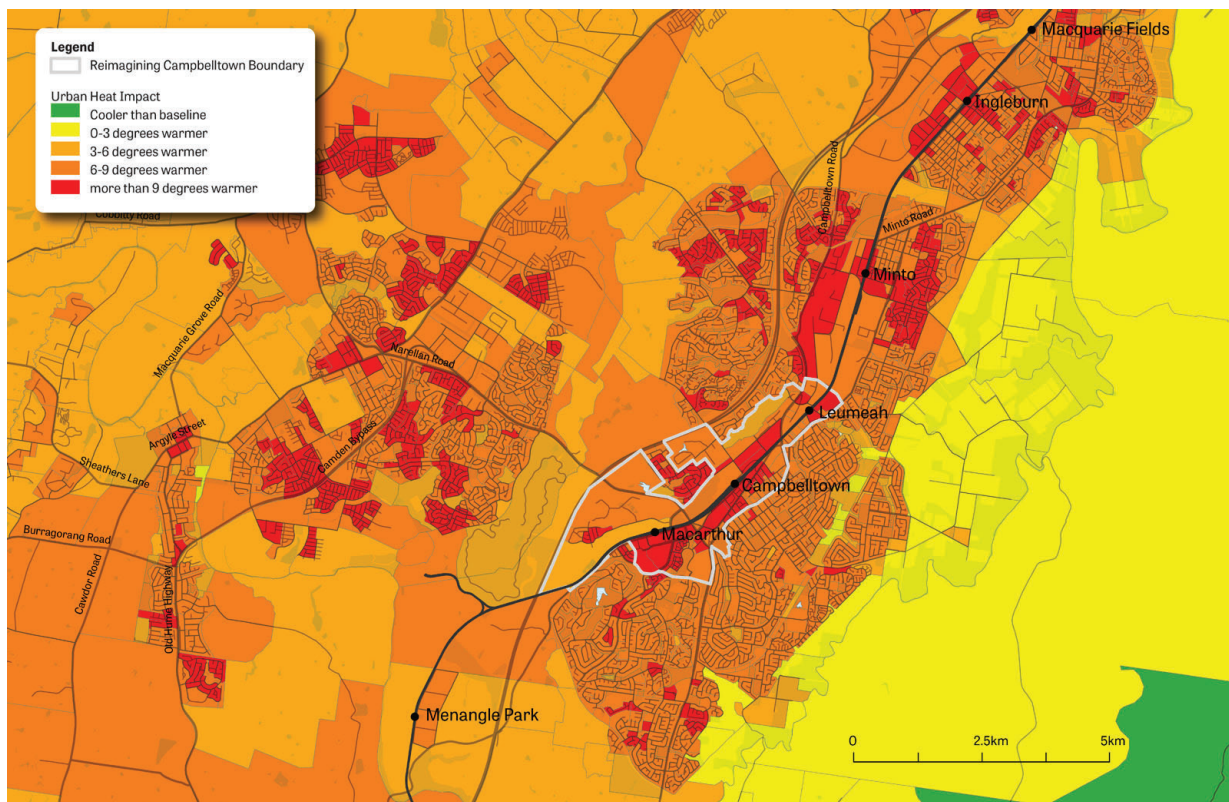 Legend
Reimagining Campbelltown Boundary
Urban Heat Impact
Cooler than baseline
0-3 degrees warmer
3-6 degrees warmer
6-9 degrees warmer
more than 9 degrees warmer
Macquarie Fields
Ingleburn
Campbelltown Road
Cobbitty Road
Minto Road
Minto
Macquarie Grove Road
Narellan Road
Leumeah
Argyle Street
Camden Bypass
Sheathers Lane
Campbelltown
Burragorang Road
Macarthur
Cawdor Road
Old Hume Highway
Menangle Park
0 2.5km 5km